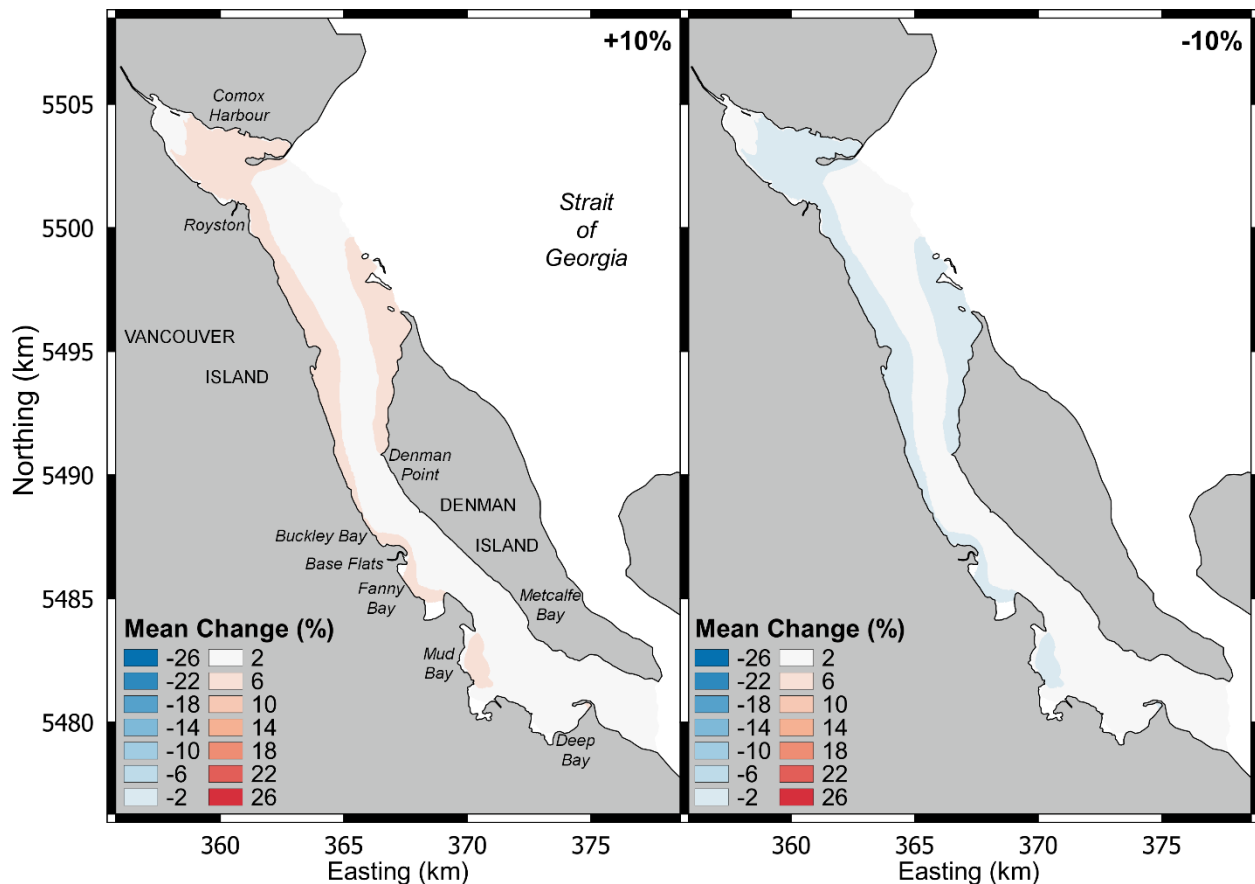 +10%
Comox
Harbour
Royston
Strait
of
Georgia
VANCOUVER
ISLAND
Denman
Point
DENMAN
ISLAND
Buckley Bay
Base Flats
Fanny
Bay
Metcalfe
Bay
Mud
Bay
Deep
Bay
Mean Change (%)
-26 2
-22 6
-18 10
-14 14
-10 18
-6 22
-2 26
5505
5500
5495
5490
5485
5480
Northing (km)
360 365 370 375
Easting (km)
-10%
Mean Change (%)
-26 2
-22 6
-18 10
-14 14
-10 18
-6 22
-2 26
360 365 370 375
Easting (km)